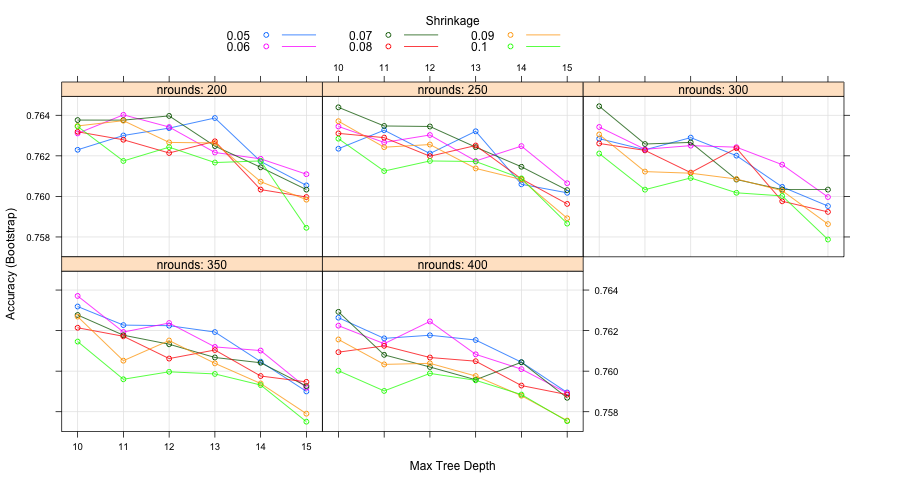 Shrinkage
0.05 0.07 0.09
0.06 0.08 0.1
10 11 12 13 14 15
nrounds: 200 nrounds: 250 nrounds: 300
0.764
0.762
0.760
0.758
Accuracy (Bootstrap)
nrounds: 350 nrounds: 400
0.764
0.762
0.760
0.758
10 11 12 13 14 15
Max Tree Depth